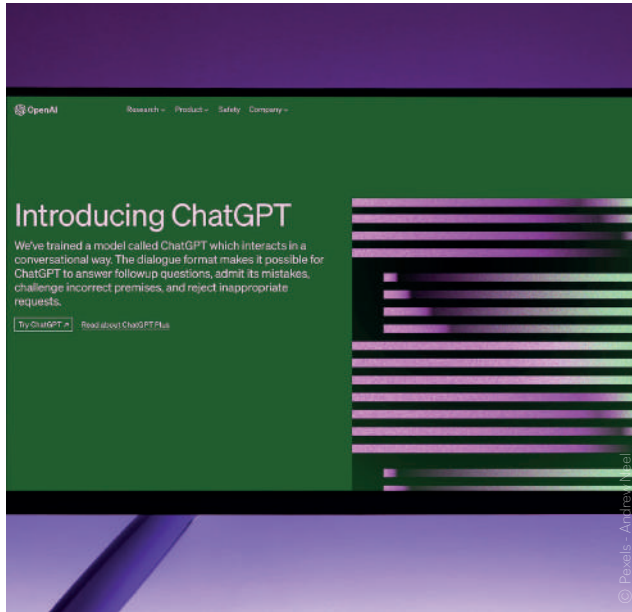 OpenAI
Research Product Safety Company
Introducing ChatGPT
We've trained a model called ChatGPT which interacts in a
conversational way. The dialogue format makes it possible for
ChatGPT to answer followup questions, admit its mistakes,
challenge incorrect premises, and reject inappropriate
requests.
Try ChatGPT ↗ Read about ChatGPT Plus
© Pexels - Andrew Neel